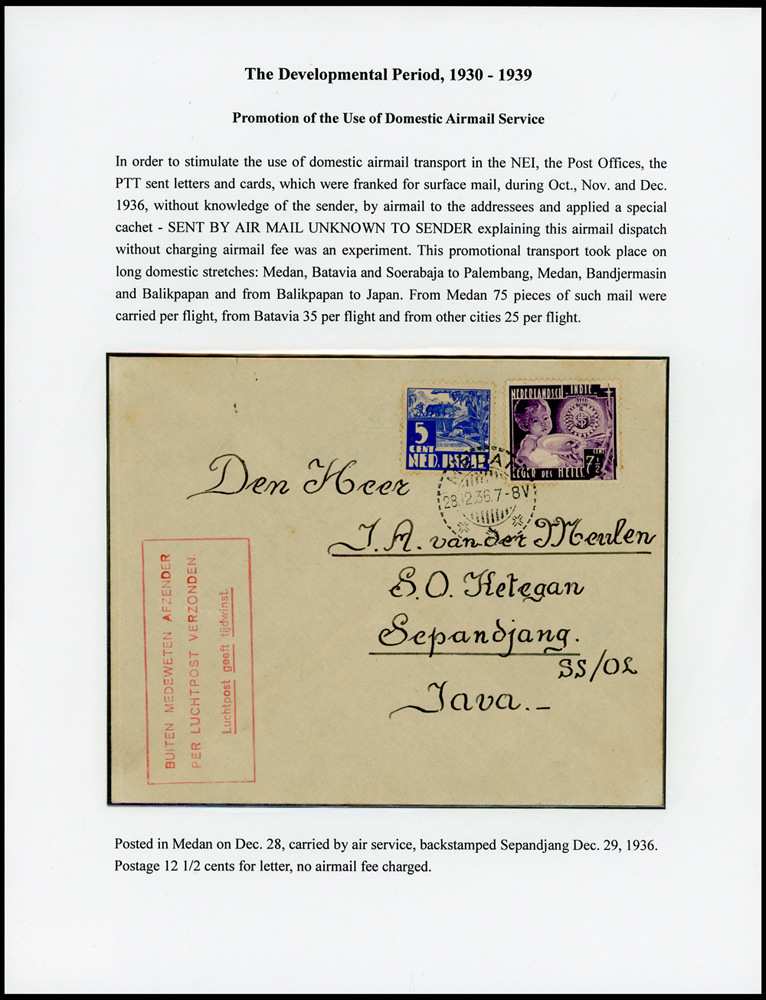 The Developmental Period, 1930 - 1939
Promotion of the Use of Domestic Airmail Service
In order to stimulate the use of domestic airmail transport in the NEI, the Post Offices, the
PTT sent letters and cards, which were franked for surface mail, during Oct., Nov. and Dec.
1936, without knowledge of the sender, by airmail to the addressees and applied a special
cachet - SENT BY AIR MAIL UNKNOWN TO SENDER explaining this airmail dispatch
without charging airmail fee was an experiment. This promotional transport took place on
long domestic stretches: Medan, Batavia and Soerabaja to Palembang, Medan, Bandjermasin
and Balikpapan and from Balikpapan to Japan. From Medan 75 pieces of such mail were
carried per flight, from Batavia 35 per flight and from other cities 25 per flight.
5
CENT
NED. INDIE
NEDERLANDSCH INDIE
CENT
7 1/2
LEGER DES HEILS
28.12.36.7-8V
Den Heer
J. A. van der Meulen
S.O. Ketegan
Sepandjang.
SS/OL
Java.-
BUITEN MEDEWETEN AFZENDER
PER LUCHTPOST VERZONDEN.
Luchtpost geeft tijdwinst.
Posted in Medan on Dec. 28, carried by air service, backstamped Sepandjang Dec. 29, 1936.
Postage 12 1/2 cents for letter, no airmail fee charged.